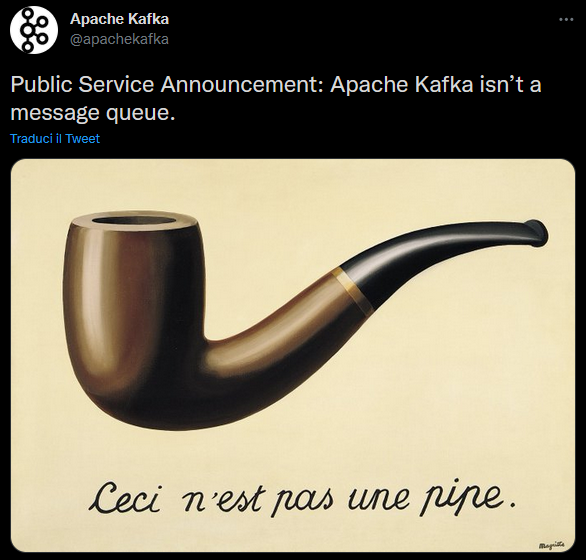 Apache Kafka
@apachekafka
Public Service Announcement: Apache Kafka isn't a
message queue.
Traduci il Tweet
Ceci n'est pas une pipe.
Magritte